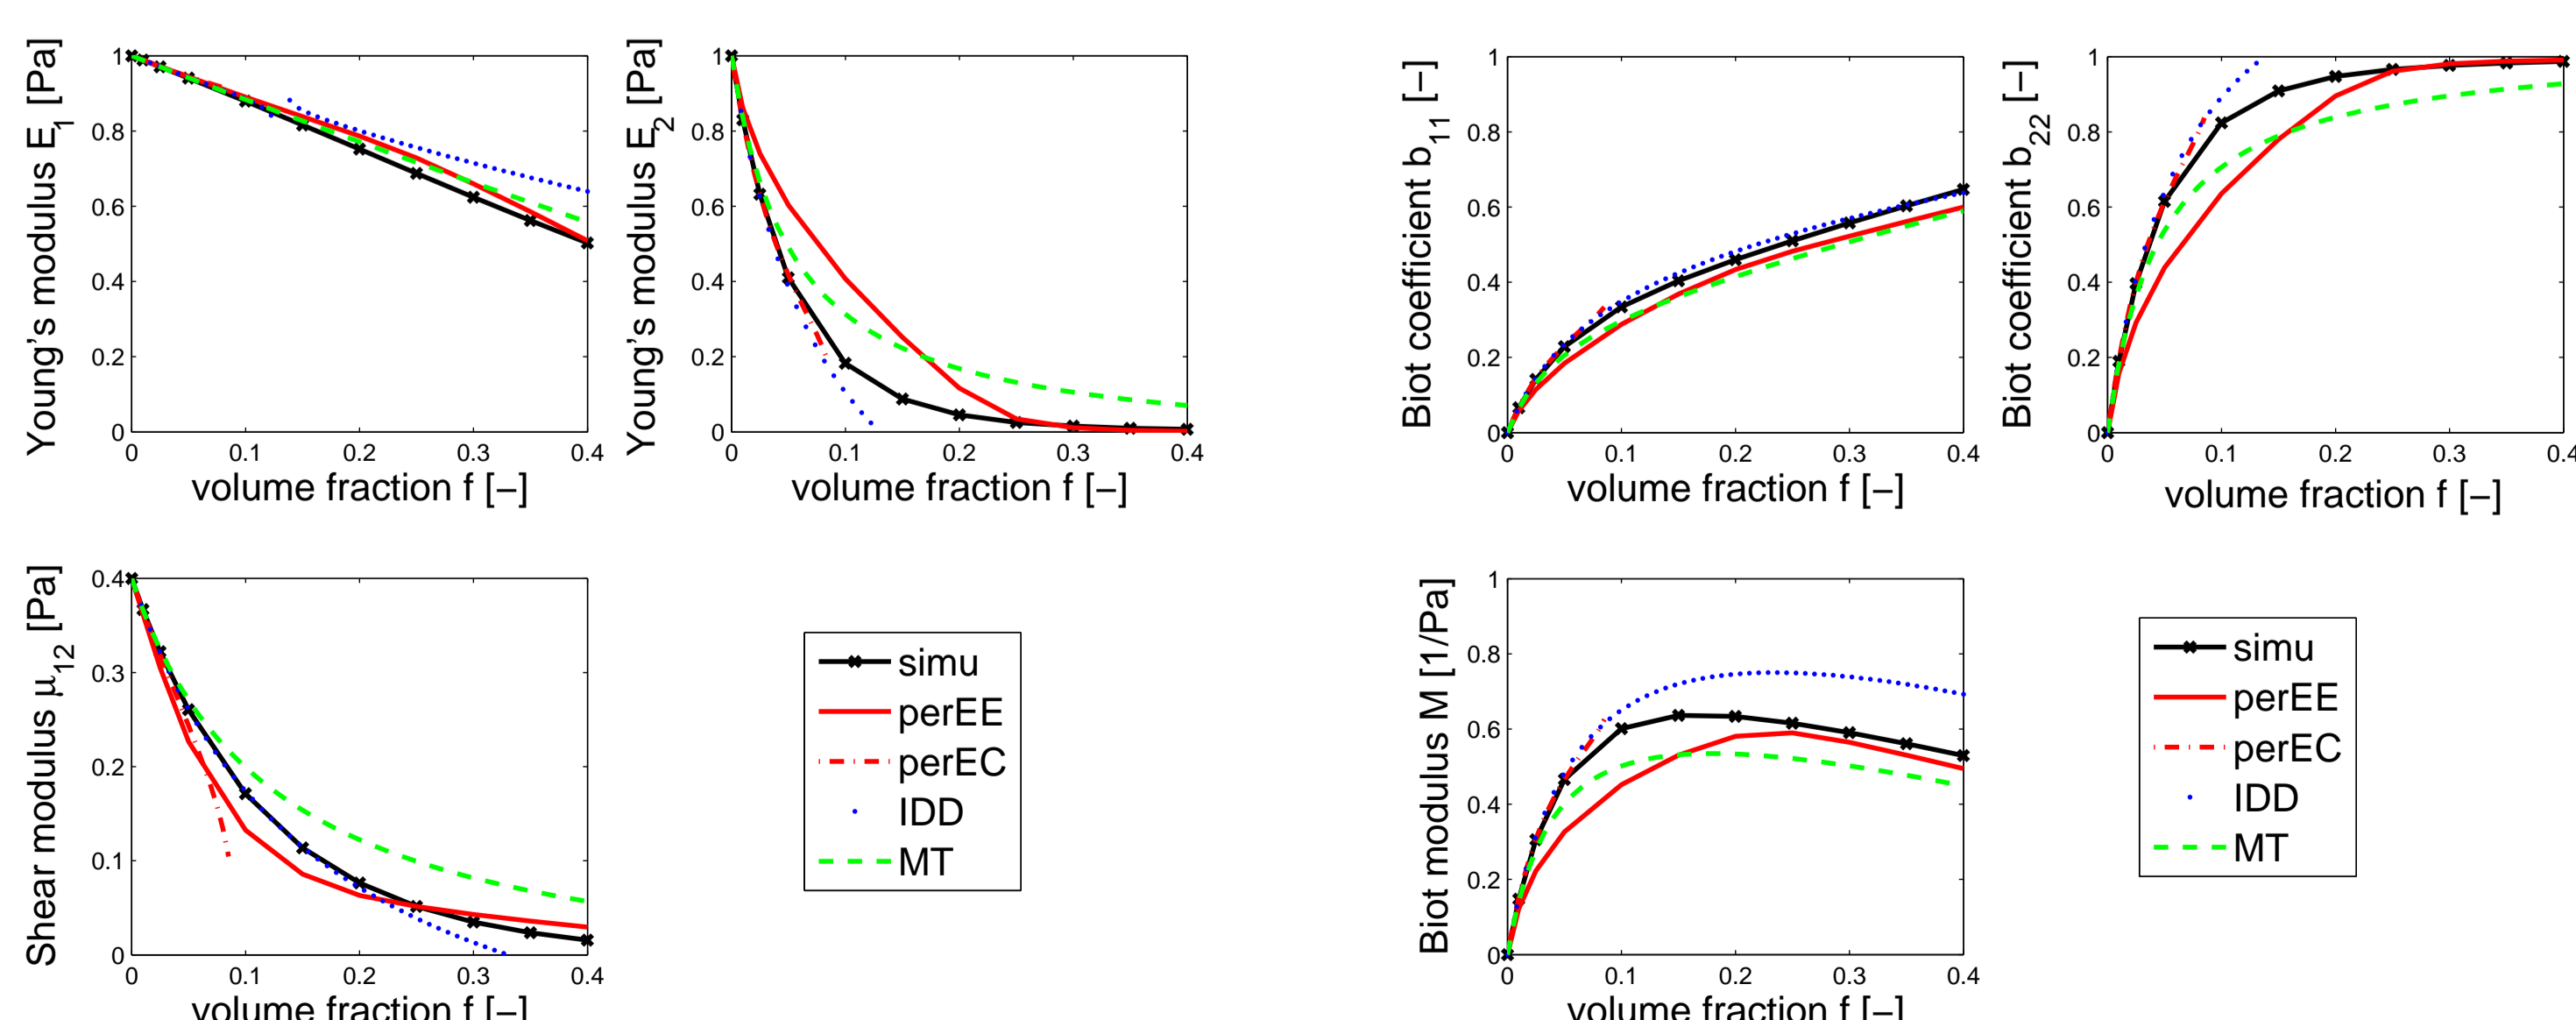 Young's modulus E1 [Pa]
1
0.8
0.6
0.4
0.2
0
0 0.1 0.2 0.3 0.4
volume fraction f [–]
Young's modulus E2 [Pa]
1
0.8
0.6
0.4
0.2
0
0 0.1 0.2 0.3 0.4
volume fraction f [–]
Biot coefficient b11 [–]
1
0.8
0.6
0.4
0.2
0
0 0.1 0.2 0.3 0.4
volume fraction f [–]
Biot coefficient b22 [–]
1
0.8
0.6
0.4
0.2
0
0 0.1 0.2 0.3 0.4
volume fraction f [–]
Shear modulus μ12 [Pa]
0.4
0.3
0.2
0.1
0
0 0.1 0.2 0.3 0.4
volume fraction f [–]
simu
perEE
perEC
IDD
MT
Biot modulus M [1/Pa]
1
0.8
0.6
0.4
0.2
0
0 0.1 0.2 0.3 0.4
volume fraction f [–]
simu
perEE
perEC
IDD
MT